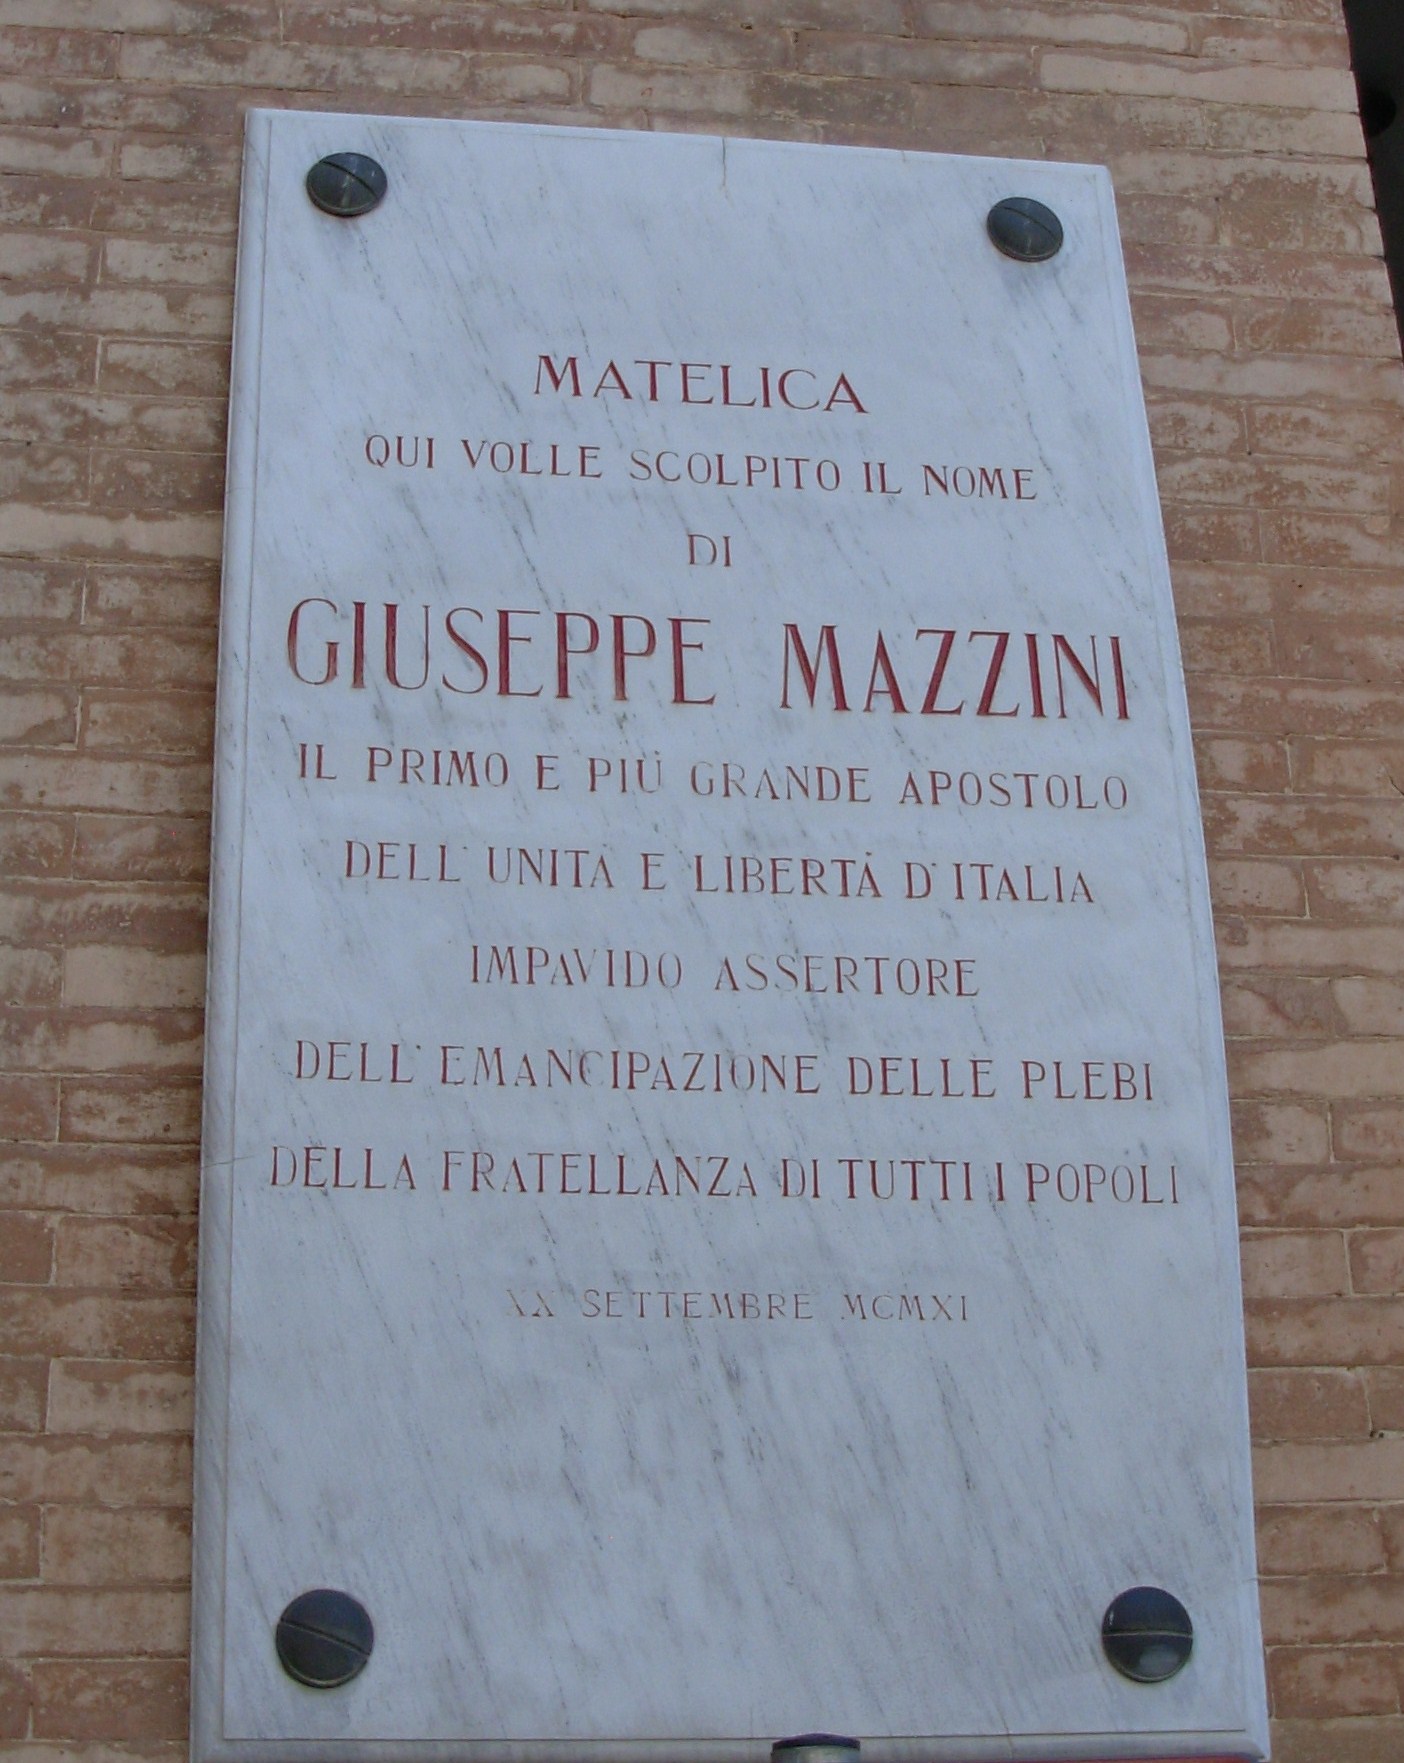 MATELICA
QUI VOLLE SCOLPITO IL NOME
DI
GIUSEPPE MAZZINI
IL PRIMO E PIÙ GRANDE APOSTOLO
DELL'UNITÀ E LIBERTÀ D'ITALIA
IMPAVIDO ASSERTORE
DELL'EMANCIPAZIONE DELLE PLEBI
DELLA FRATELLANZA DI TUTTI I POPOLI
XX SETTEMBRE MCMXI